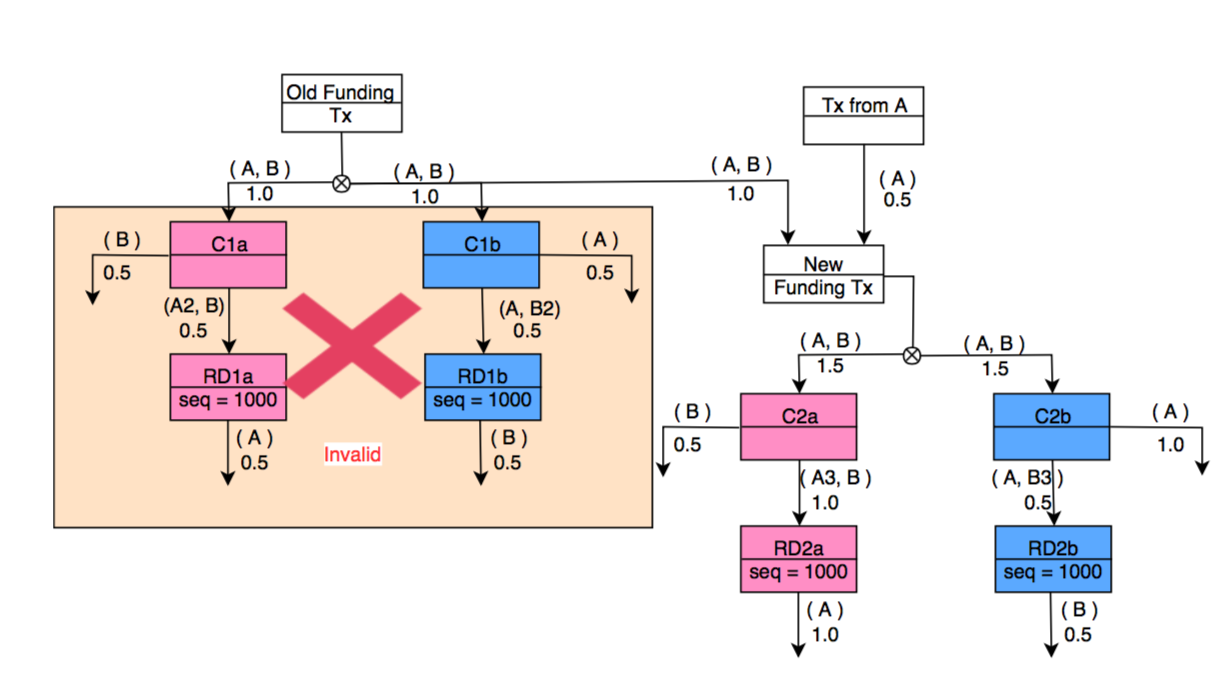 Old Funding
Tx
Tx from A
( A, B )
1.0
( A, B )
1.0
( A, B )
1.0
( A )
0.5
( B )
0.5
C1a
C1b
( A )
0.5
New
Funding Tx
(A2, B)
0.5
(A, B2)
0.5
( A, B )
1.5
( A, B )
1.5
RD1a
seq = 1000
RD1b
seq = 1000
( B )
0.5
C2a
C2b
( A )
1.0
( A )
0.5
Invalid
( B )
0.5
( A3, B )
1.0
( A, B3 )
0.5
RD2a
seq = 1000
RD2b
seq = 1000
( A )
1.0
( B )
0.5